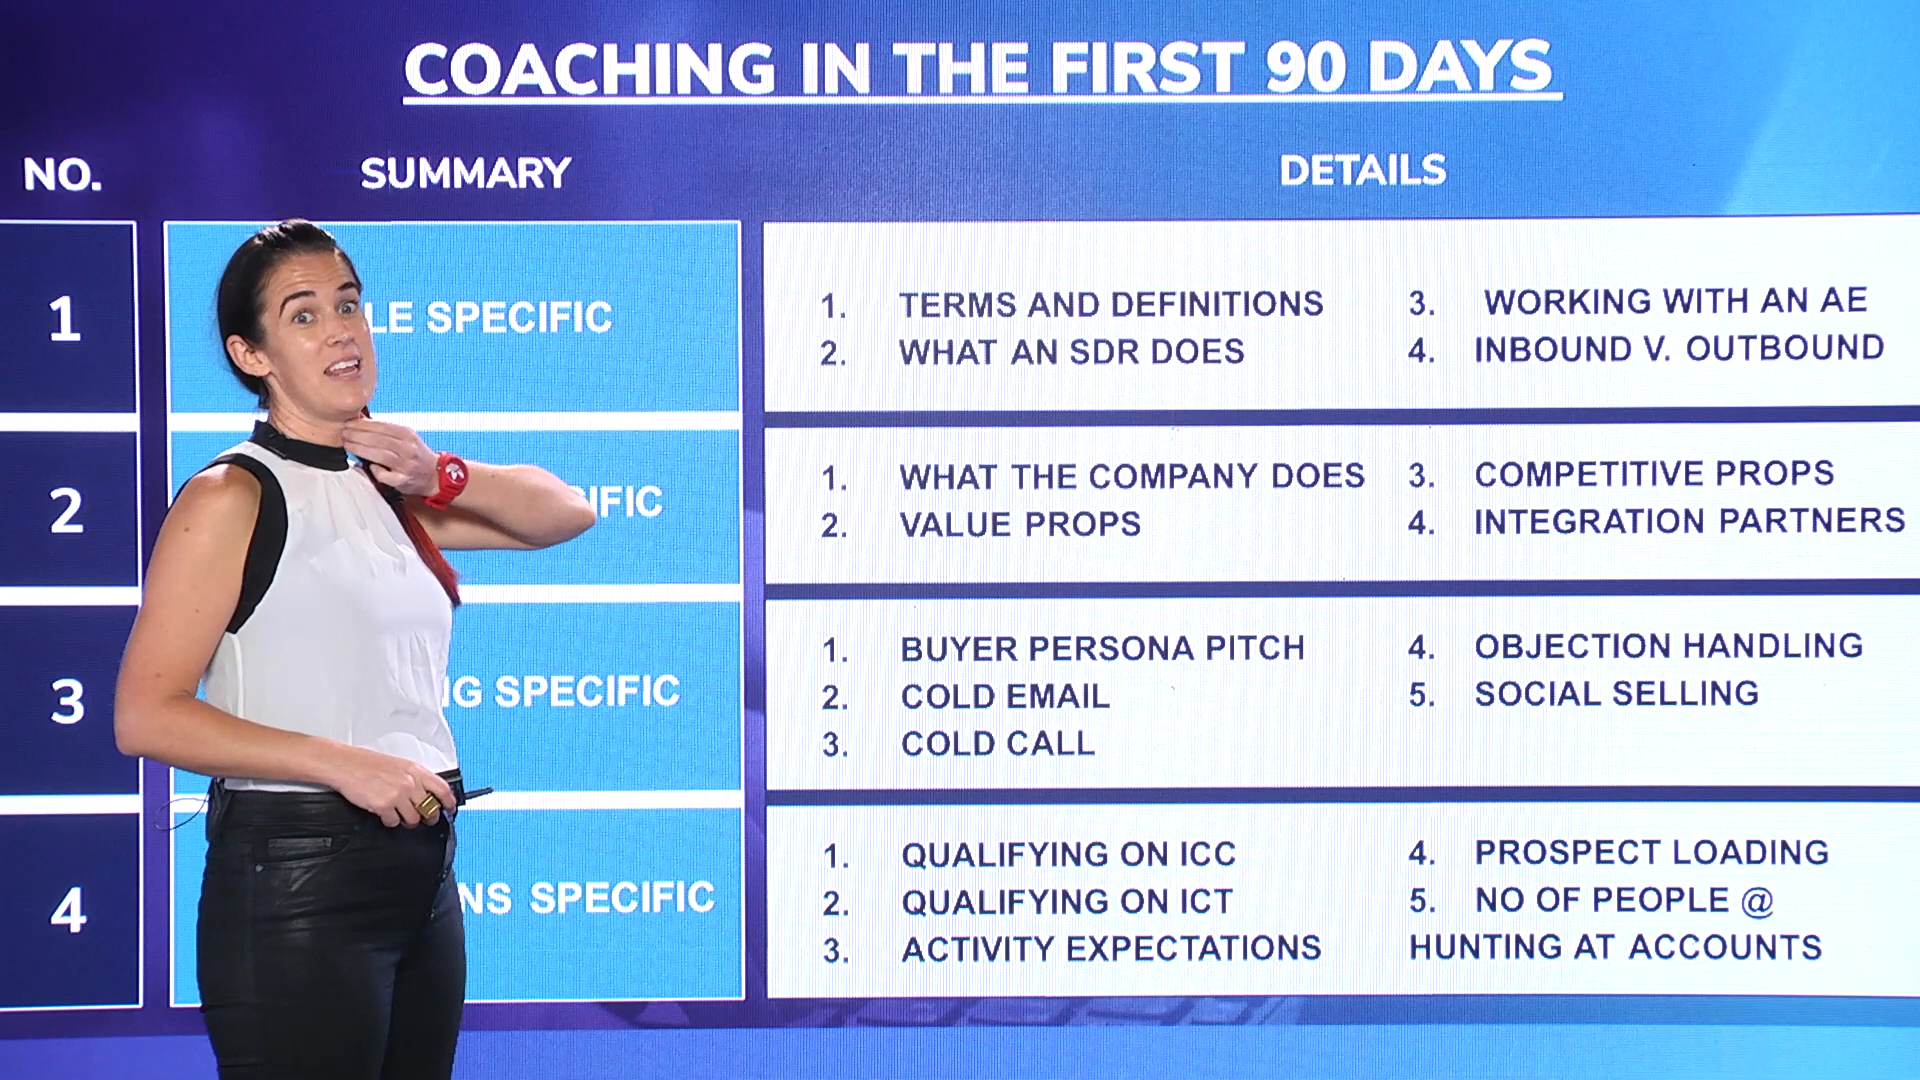 COACHING IN THE FIRST 90 DAYS
NO. SUMMARY DETAILS
1 LE SPECIFIC
1. TERMS AND DEFINITIONS
2. WHAT AN SDR DOES
3. WORKING WITH AN AE
4. INBOUND V. OUTBOUND
2 IFIC
1. WHAT THE COMPANY DOES
2. VALUE PROPS
3. COMPETITIVE PROPS
4. INTEGRATION PARTNERS
3 NG SPECIFIC
1. BUYER PERSONA PITCH
2. COLD EMAIL
3. COLD CALL
4. OBJECTION HANDLING
5. SOCIAL SELLING
4 NS SPECIFIC
1. QUALIFYING ON ICC
2. QUALIFYING ON ICT
3. ACTIVITY EXPECTATIONS
4. PROSPECT LOADING
5. NO OF PEOPLE @
HUNTING AT ACCOUNTS